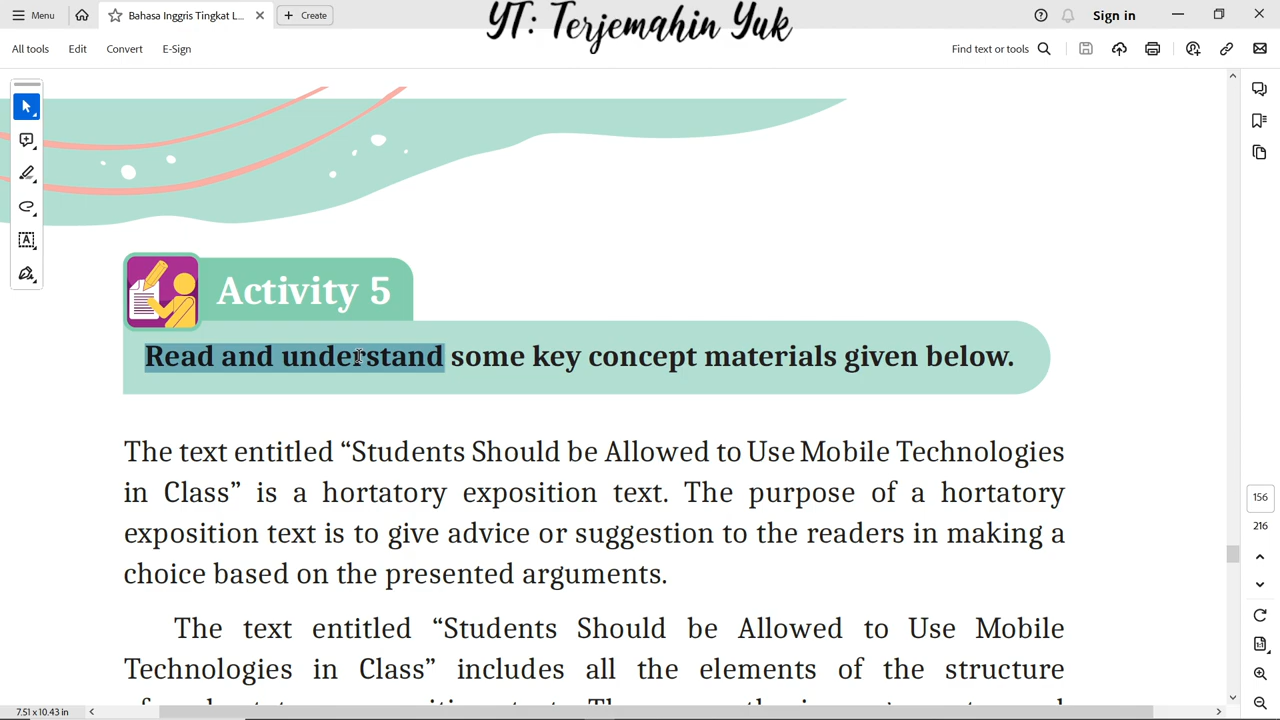 Menu
Bahasa Inggris Tingkat L...
Create
YT: Terjemahin Yuk
Sign in
All tools
Edit
Convert
E-Sign
Find text or tools
Activity 5
Read and understand some key concept materials given below.
The text entitled “Students Should be Allowed to Use Mobile Technologies
in Class” is a hortatory exposition text. The purpose of a hortatory
exposition text is to give advice or suggestion to the readers in making a
choice based on the presented arguments.
The text entitled “Students Should be Allowed to Use Mobile
Technologies in Class” includes all the elements of the structure
156
216
7.51 x 10.43 in